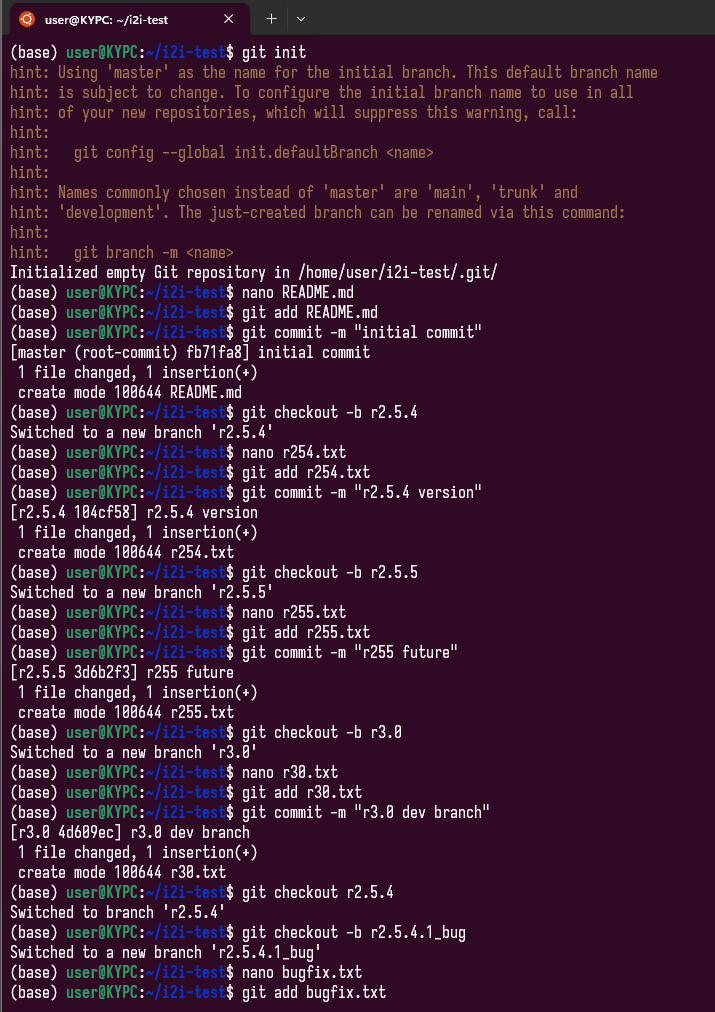 user@KYPC: ~/i2i-test
(base) user@KYPC:~/i2i-test$ git init
hint: Using 'master' as the name for the initial branch. This default branch name
hint: is subject to change. To configure the initial branch name to use in all
hint: of your new repositories, which will suppress this warning, call:
hint:
hint:   git config --global init.defaultBranch <name>
hint:
hint: Names commonly chosen instead of 'master' are 'main', 'trunk' and
hint: 'development'. The just-created branch can be renamed via this command:
hint:
hint:   git branch -m <name>
Initialized empty Git repository in /home/user/i2i-test/.git/
(base) user@KYPC:~/i2i-test$ nano README.md
(base) user@KYPC:~/i2i-test$ git add README.md
(base) user@KYPC:~/i2i-test$ git commit -m "initial commit"
[master (root-commit) fb71fa8] initial commit
 1 file changed, 1 insertion(+)
 create mode 100644 README.md
(base) user@KYPC:~/i2i-test$ git checkout -b r2.5.4
Switched to a new branch 'r2.5.4'
(base) user@KYPC:~/i2i-test$ nano r254.txt
(base) user@KYPC:~/i2i-test$ git add r254.txt
(base) user@KYPC:~/i2i-test$ git commit -m "r2.5.4 version"
[r2.5.4 104cf58] r2.5.4 version
 1 file changed, 1 insertion(+)
 create mode 100644 r254.txt
(base) user@KYPC:~/i2i-test$ git checkout -b r2.5.5
Switched to a new branch 'r2.5.5'
(base) user@KYPC:~/i2i-test$ nano r255.txt
(base) user@KYPC:~/i2i-test$ git add r255.txt
(base) user@KYPC:~/i2i-test$ git commit -m "r255 future"
[r2.5.5 3d6b2f3] r255 future
 1 file changed, 1 insertion(+)
 create mode 100644 r255.txt
(base) user@KYPC:~/i2i-test$ git checkout -b r3.0
Switched to a new branch 'r3.0'
(base) user@KYPC:~/i2i-test$ nano r30.txt
(base) user@KYPC:~/i2i-test$ git add r30.txt
(base) user@KYPC:~/i2i-test$ git commit -m "r3.0 dev branch"
[r3.0 4d609ec] r3.0 dev branch
 1 file changed, 1 insertion(+)
 create mode 100644 r30.txt
(base) user@KYPC:~/i2i-test$ git checkout r2.5.4
Switched to branch 'r2.5.4'
(base) user@KYPC:~/i2i-test$ git checkout -b r2.5.4.1_bug
Switched to a new branch 'r2.5.4.1_bug'
(base) user@KYPC:~/i2i-test$ nano bugfix.txt
(base) user@KYPC:~/i2i-test$ git add bugfix.txt